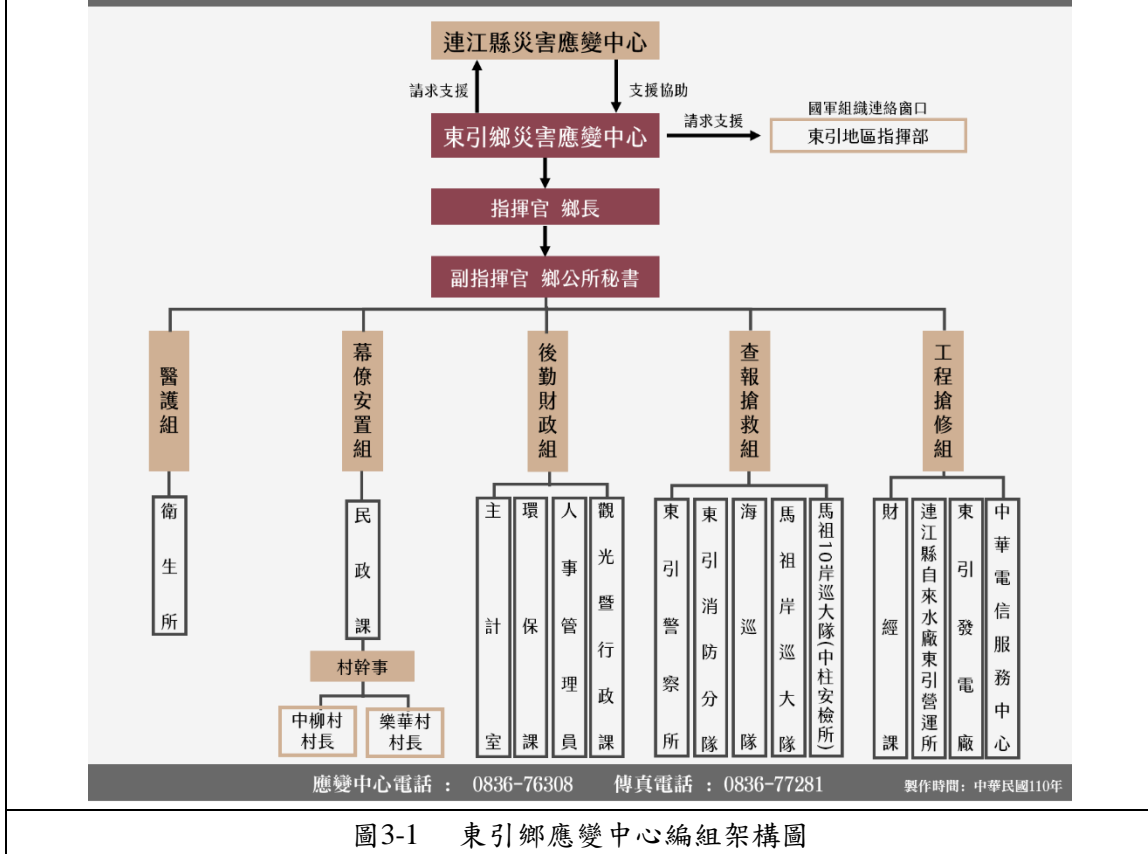 連江縣災害應變中心
請求支援
支援協助
東引鄉災害應變中心
請求支援
國軍組織連絡窗口
東引地區指揮部
指揮官 鄉長
副指揮官 鄉公所秘書
醫護組
幕僚安置組
後勤財政組
查報搶救組
工程搶修組
衛生所
民政課
村幹事
中柳村
村長
樂華村
村長
主計室
環保課
人事管理員
觀光暨行政課
東引警察所
東引消防分隊
海巡隊
馬祖岸巡大隊
馬祖10岸巡大隊(中柱安檢所)
財經課
連江縣自來水廠東引營運所
東引發電廠
中華電信服務中心
應變中心電話 : 0836-76308 傳真電話 : 0836-77281 製作時間: 中華民國110年
圖3-1 東引鄉應變中心編組架構圖